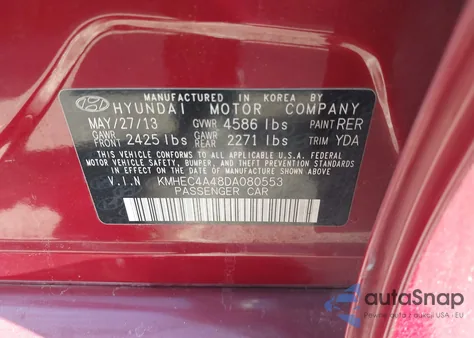 MANUFACTURED IN KOREA BY
HYUNDAI MOTOR COMPANY
MAY/27/13 GVWR 4586 lbs PAINT RER
GAWR FRONT 2425 lbs GAWR REAR 2271 lbs TRIM YDA
THIS VEHICLE CONFORMS TO ALL APPLICABLE U.S. FEDERAL
MOTOR VEHICLE SAFETY, BUMPER, AND THEFT PREVENTION
STANDARDS IN EFFECT ON THE DATE OF MANUFACTURE SHOWN ABOVE.
V.I.N KMHEC4A48DA080553
PASSENGER CAR
autoSnap